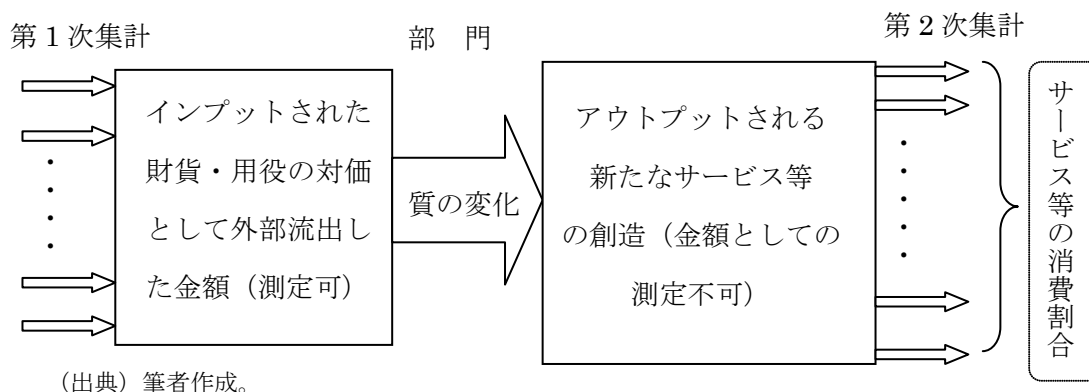 第1次集計
部　門
第2次集計
インプットされた
財貨・用役の対価
として外部流出し
た金額（測定可）
質の変化
アウトプットされる
新たなサービス等
の創造（金額としての
測定不可）
サービス等の消費割合
（出典）筆者作成。